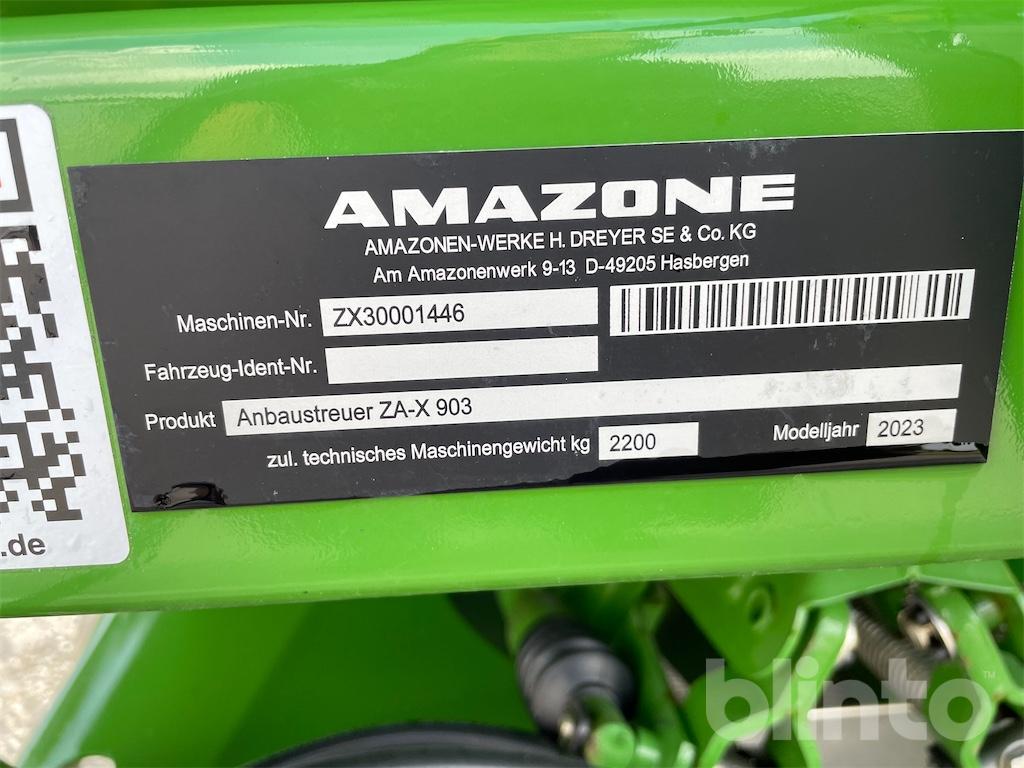 AMAZONE
AMAZONEN-WERKE H. DREYER SE & Co. KG
Am Amazonenwerk 9-13 D-49205 Hasbergen
Maschinen-Nr. ZX30001446
Fahrzeug-Ident-Nr.
Produkt Anbaustreuer ZA-X 903
zul. technisches Maschinengewicht kg 2200 Modelljahr 2023
.de
blinto™